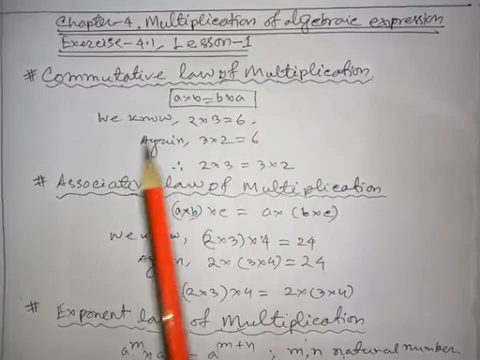 Chapter-4, Multiplication of algebraic expression
Exercise-4.1, Lesson-1
# Commutative law of Multiplication
a×b=b×a
We know, 2×3=6.
Again, 3×2=6
∴ 2×3=3×2
# Associative law of Multiplication
(a×b)×c = a×(b×c)
We know, (2×3)×4=24
2×(3×4)=24
(2×3)×4= 2×(3×4)
# Exponent law of Multiplication
= a^{m+n} ; m,n natural number